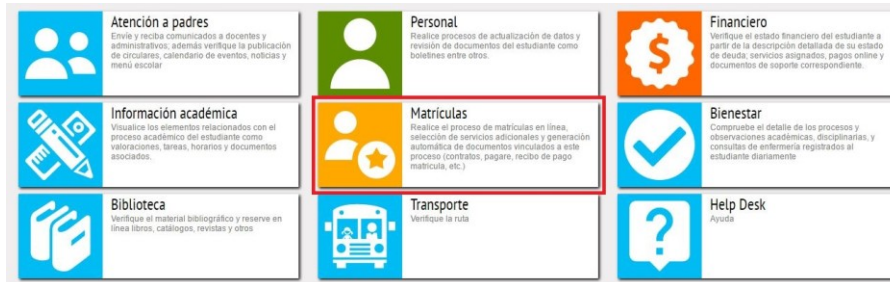 Atención a padres
Envíe y reciba comunicados a docentes y
administrativos; además verifique la publicación
de circulares, calendario de eventos, noticias y
menú escolar
Personal
Realice procesos de actualización de datos y
revisión de documentos del estudiante como
boletines entre otros.
Financiero
Verifique el estado financiero del estudiante a
partir de la descripción detallada de su estado
de deuda; servicios asignados, pagos online y
documentos de soporte correspondiente.
Información académica
Visualice los elementos relacionados con el
proceso académico del estudiante como
valoraciones, tareas, horarios y documentos
asociados.
Matrículas
Realice el proceso de matrículas en línea,
selección de servicios adicionales y generación
automática de documentos vinculados a este
proceso (contratos, pagare, recibo de pago
matricula, etc.)
Bienestar
Compruebe el detalle de los procesos y
observaciones académicas, disciplinarias, y
consultas de enfermería registrados al
estudiante diariamente
Biblioteca
Verifique el material bibliográfico y reserve en
línea libros, catálogos, revistas y otros
Transporte
Verifique la ruta
Help Desk
Ayuda